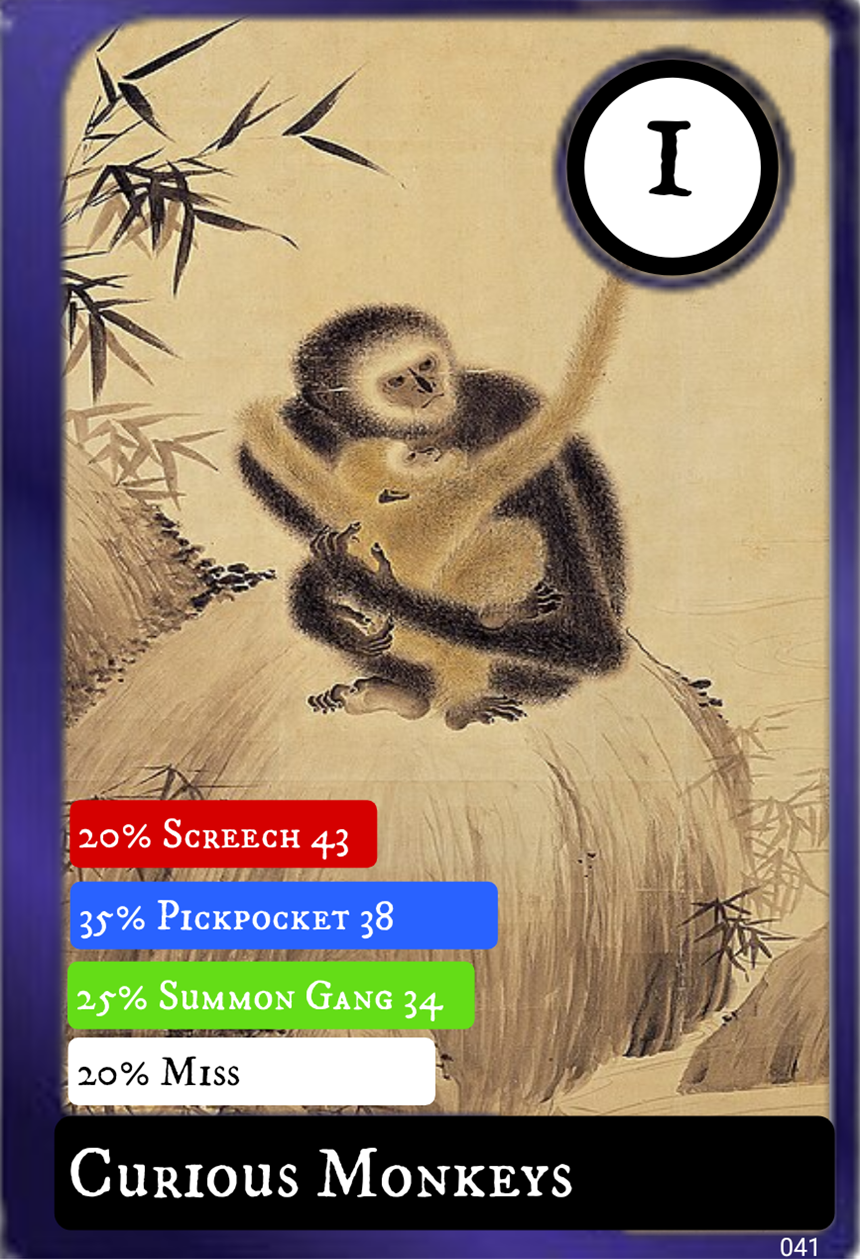 I
20% Screech 43
35% Pickpocket 38
25% Summon Gang 34
20% Miss
Curious Monkeys
041